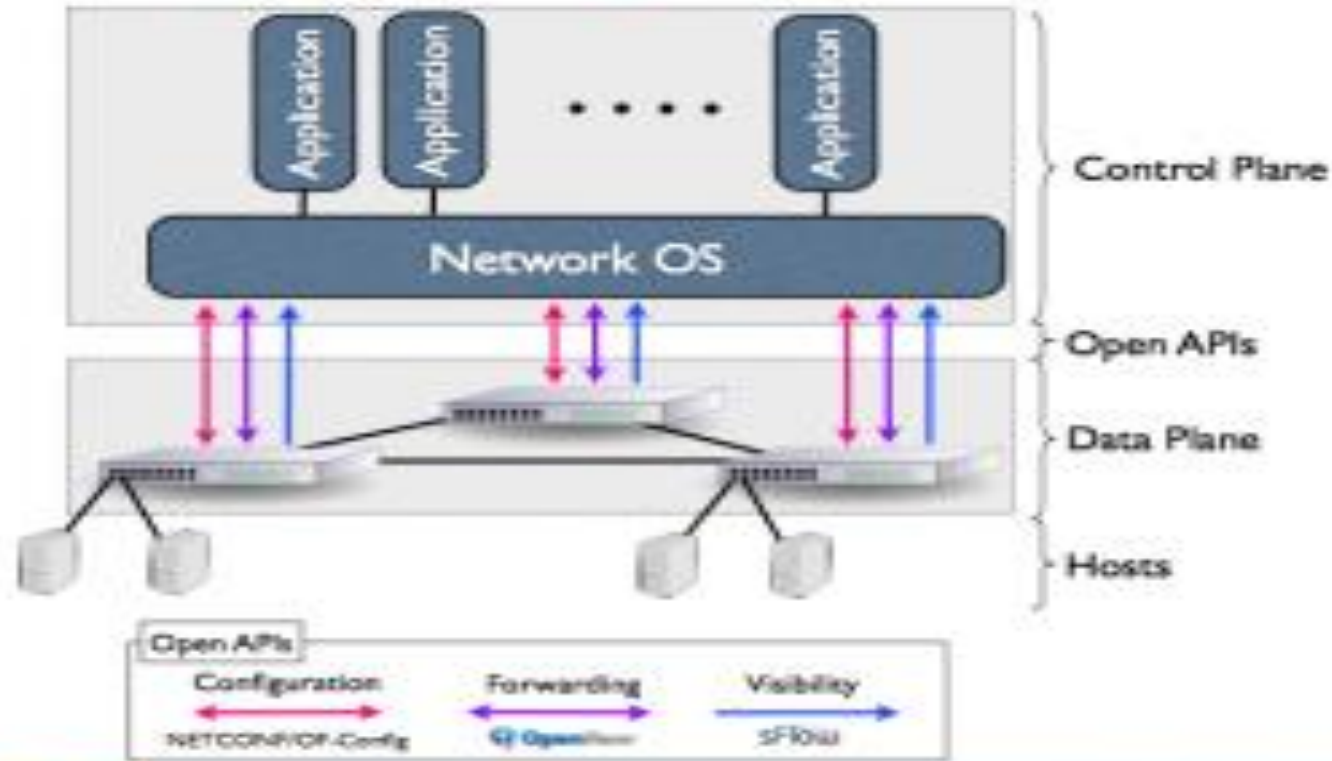 Application
Application
Application
Control Plane
Network OS
Open APIs
Data Plane
Hosts
Open APIs
Configuration
Forwarding
Visibility
NETCONF/OF-Config
OpenFlow
sFlow